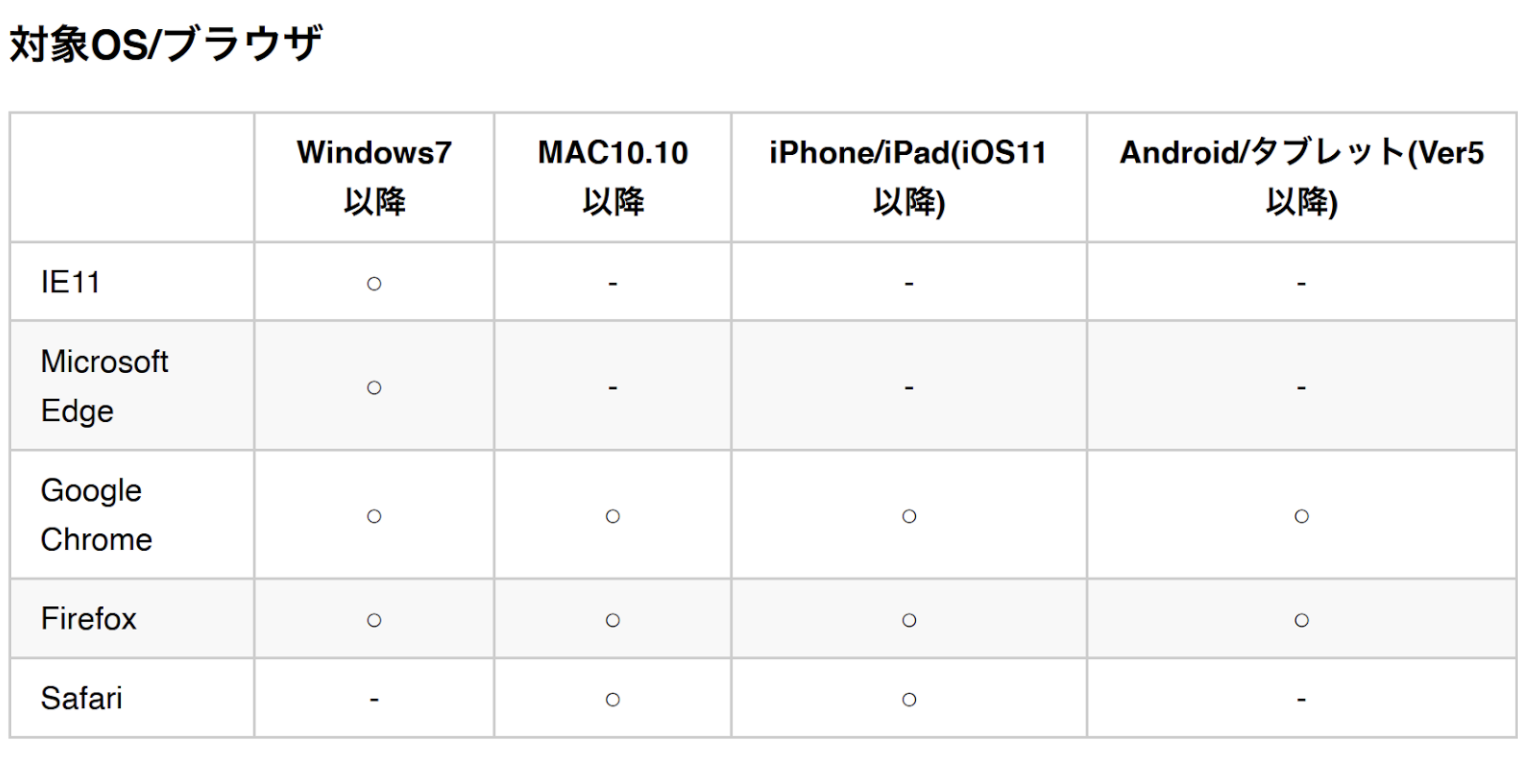 対象OS/ブラウザ
Windows7 MAC10.10 iPhone/iPad(iOS11 Android/タブレット(Ver5
以降 以降 以降) 以降)
IE11 ○ - - -
Microsoft
Edge ○ - - -
Google
Chrome ○ ○ ○ ○
Firefox ○ ○ ○ ○
Safari - ○ ○ -